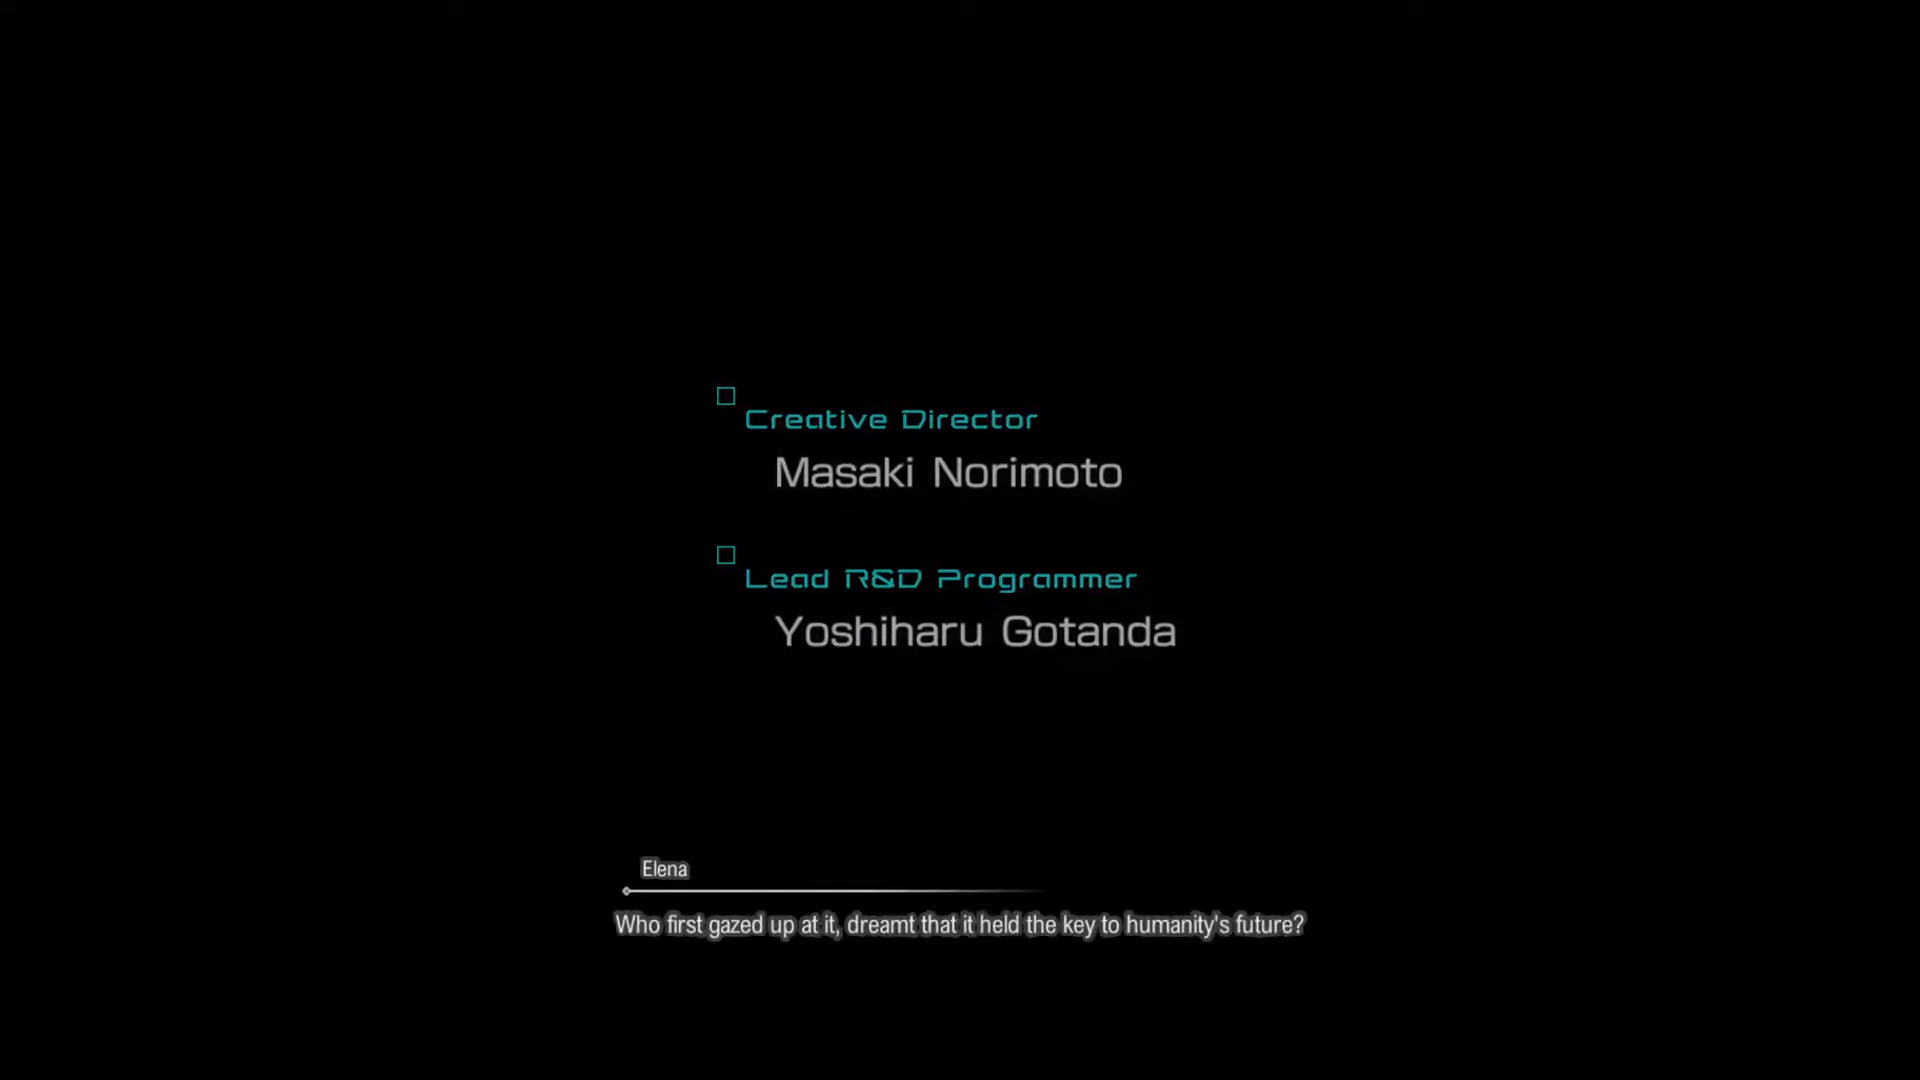 Creative Director
Masaki Norimoto
Lead R&D Programmer
Yoshiharu Gotanda
Elena
Who first gazed up at it, dreamt that it held the key to humanity's future?